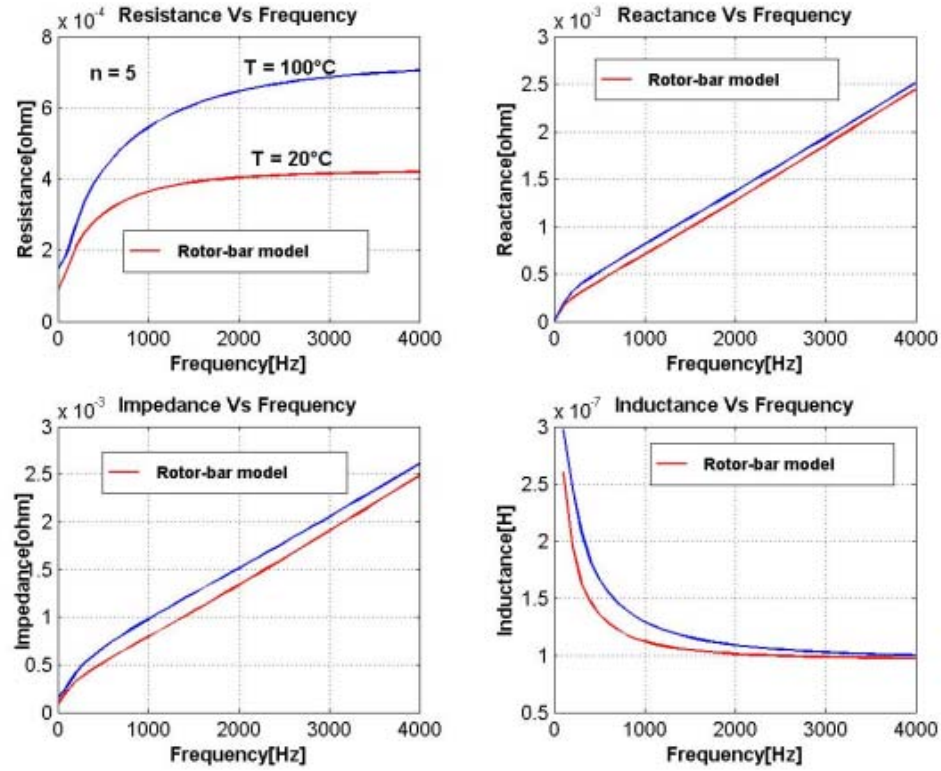 Resistance Vs Frequency
x 10⁻⁴
8
6
4
2
0
0 1000 2000 3000 4000
Frequency[Hz]
Resistance[ohm]
n = 5
T = 100°C
T = 20°C
Rotor-bar model
Reactance Vs Frequency
x 10⁻³
3
2.5
2
1.5
1
0.5
0
0 1000 2000 3000 4000
Frequency[Hz]
Reactance[ohm]
Rotor-bar model
Impedance Vs Frequency
x 10⁻³
3
2.5
2
1.5
1
0.5
0
0 1000 2000 3000 4000
Frequency[Hz]
Impedance[ohm]
Rotor-bar model
Inductance Vs Frequency
x 10⁻⁷
3
2.5
2
1.5
1
0.5
0 1000 2000 3000 4000
Frequency[Hz]
Inductance[H]
Rotor-bar model